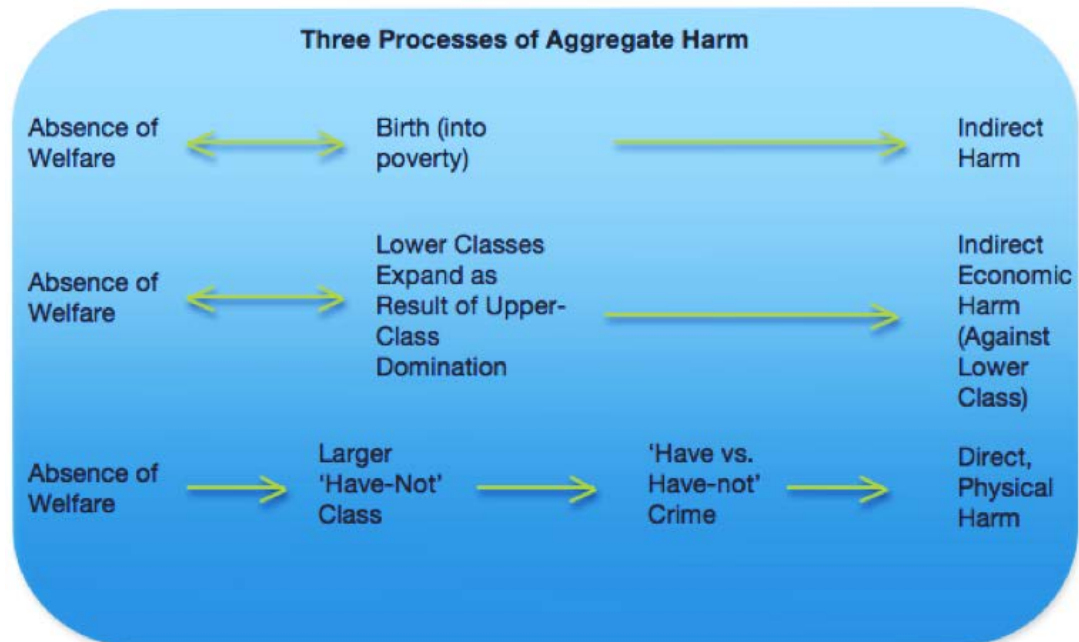 Three Processes of Aggregate Harm
Absence of
Welfare
Birth (into
poverty)
Indirect
Harm
Absence of
Welfare
Lower Classes
Expand as
Result of Upper-
Class
Domination
Indirect
Economic
Harm
(Against
Lower
Class)
Absence of
Welfare
Larger
'Have-Not'
Class
'Have vs.
Have-not'
Crime
Direct,
Physical
Harm